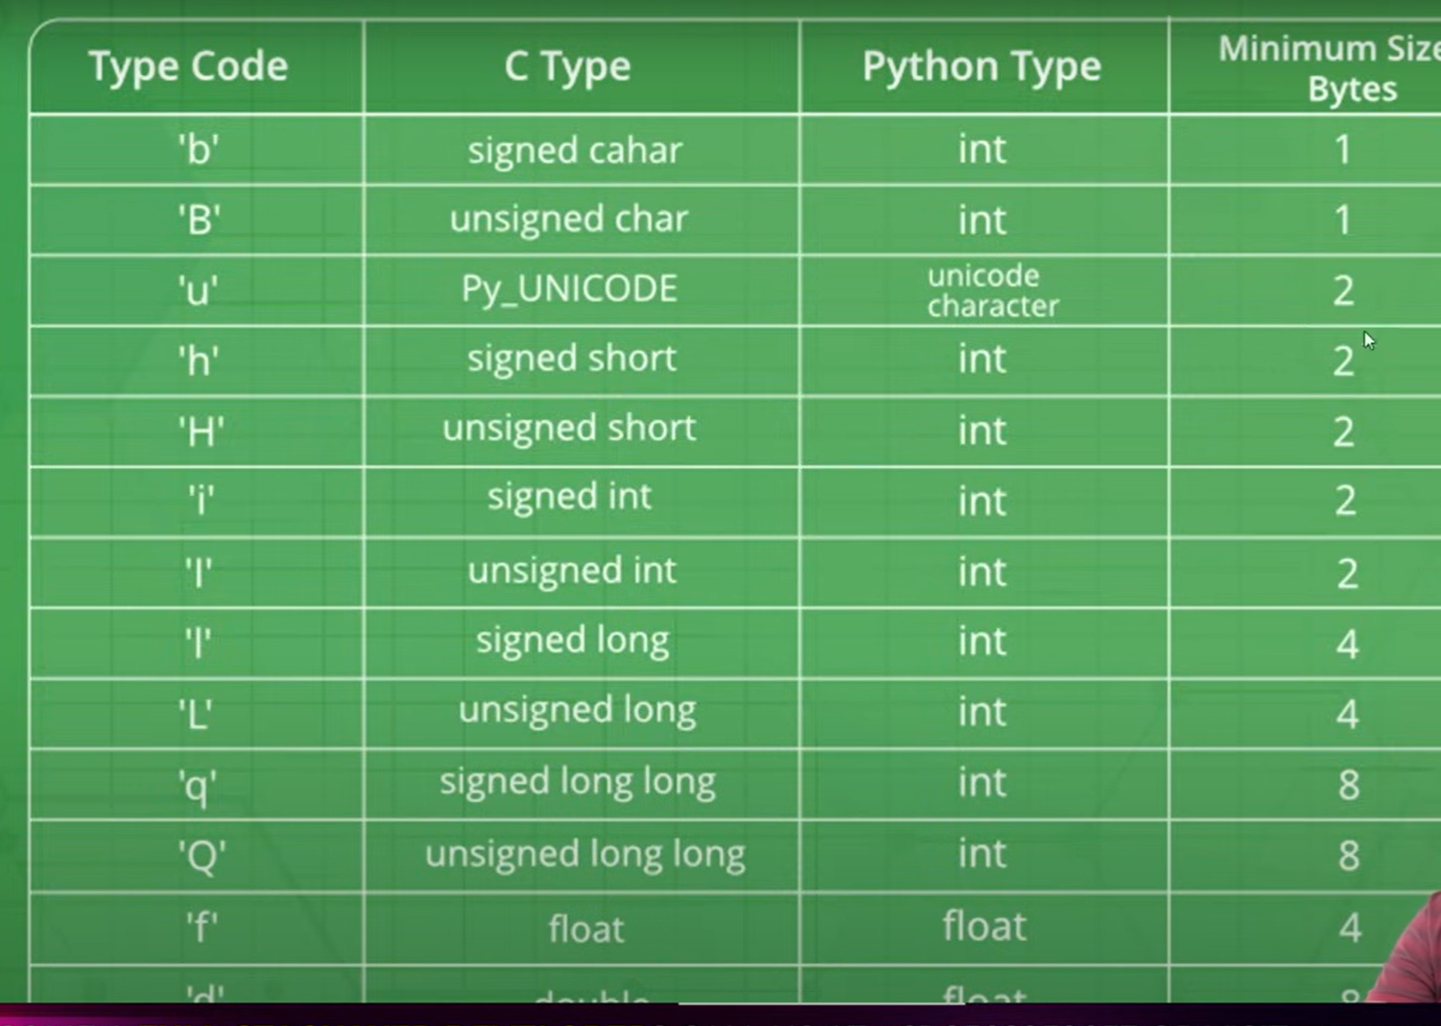 Type Code C Type Python Type Minimum Size
Bytes
'b' signed cahar int 1
'B' unsigned char int 1
'u' Py_UNICODE unicode character 2
'h' signed short int 2
'H' unsigned short int 2
'i' signed int int 2
'I' unsigned int int 2
'l' signed long int 4
'L' unsigned long int 4
'q' signed long long int 8
'Q' unsigned long long int 8
'f' float float 4
'd' double float 8